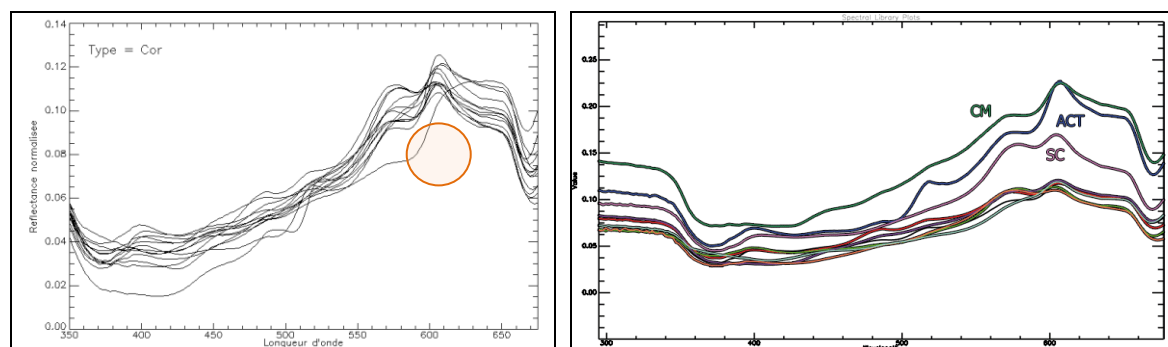 Type = Cor
Reflectance normalisee
0.14
0.12
0.10
0.08
0.06
0.04
0.02
0.00
350 400 450 500 550 600 650
Longueur d'onde
Spectral Library Plots
Value
0.25
0.20
0.15
0.10
0.05
0.00
CM
ACT
SC
300 400 500 600